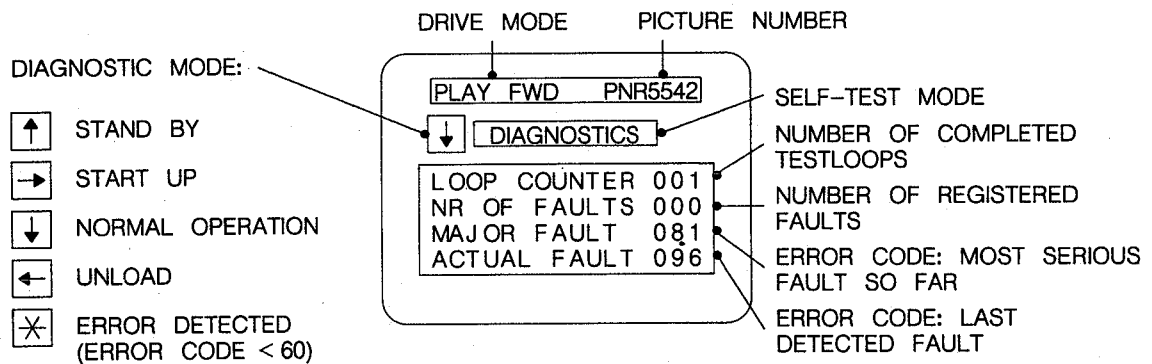 DRIVE MODE
PICTURE NUMBER
DIAGNOSTIC MODE:
STAND BY
START UP
NORMAL OPERATION
UNLOAD
ERROR DETECTED
(ERROR CODE < 60)
PLAY FWD PNR5542
DIAGNOSTICS
LOOP COUNTER 001
NR OF FAULTS 000
MAJOR FAULT 081
ACTUAL FAULT 096
SELF-TEST MODE
NUMBER OF COMPLETED
TESTLOOPS
NUMBER OF REGISTERED
FAULTS
ERROR CODE: MOST SERIOUS
FAULT SO FAR
ERROR CODE: LAST
DETECTED FAULT